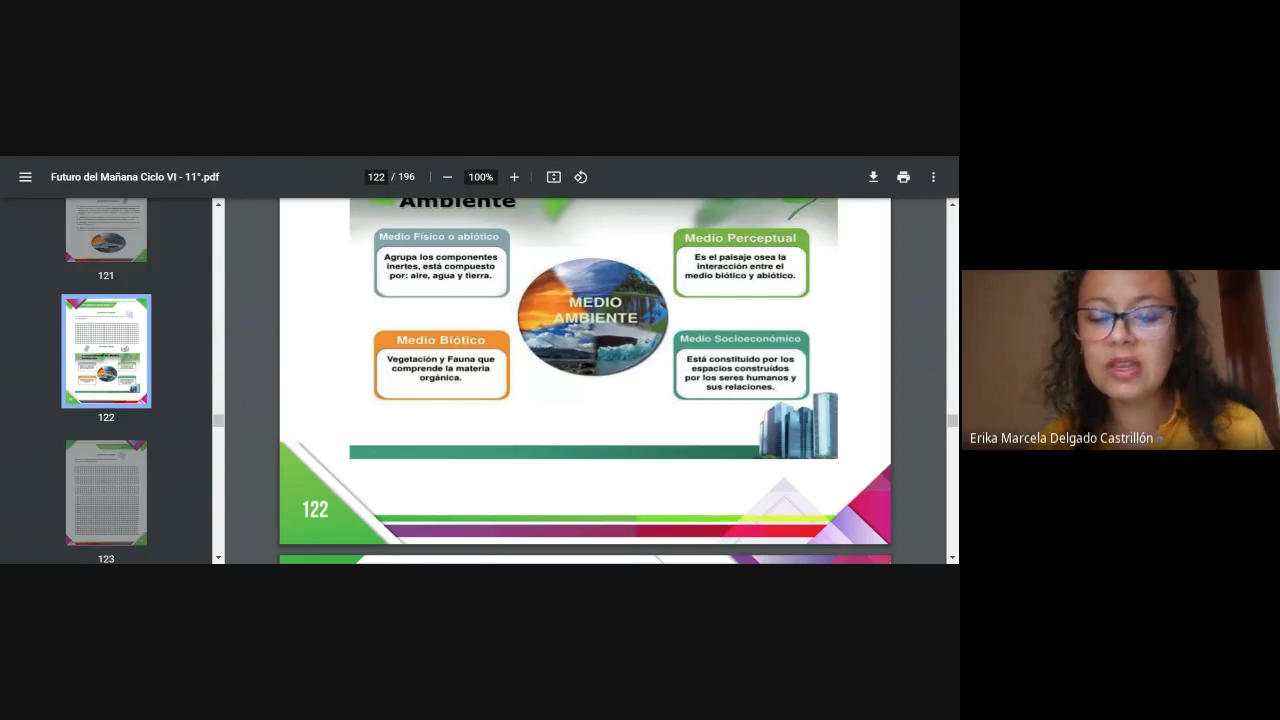 Futuro del Mañana Ciclo VI - 11°.pdf
122 / 196
100%
121
122
123
Ambiente
Medio Físico o abiótico
Agrupa los componentes
inertes, está compuesto
por: aire, agua y tierra.
Medio Perceptual
Es el paisaje osea la
interacción entre el
medio biótico y abiótico.
MEDIO
AMBIENTE
Medio Biótico
Vegetación y Fauna que
comprende la materia
orgánica.
Medio Socioeconómico
Está constituido por los
espacios construídos
por los seres humanos y
sus relaciones.
122
Erika Marcela Delgado Castrillón